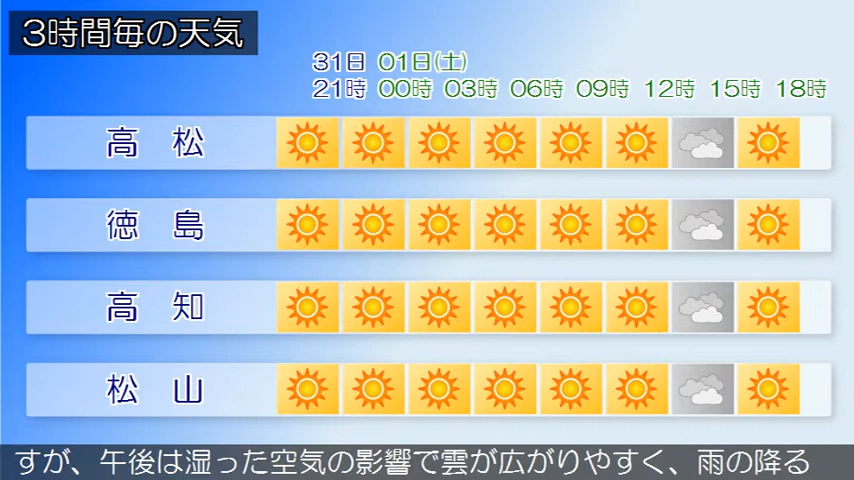 3時間毎の天気
31日 01日(土)
21時 00時 03時 06時 09時 12時 15時 18時
高松
徳島
高知
松山
すが、午後は湿った空気の影響で雲が広がりやすく、雨の降る